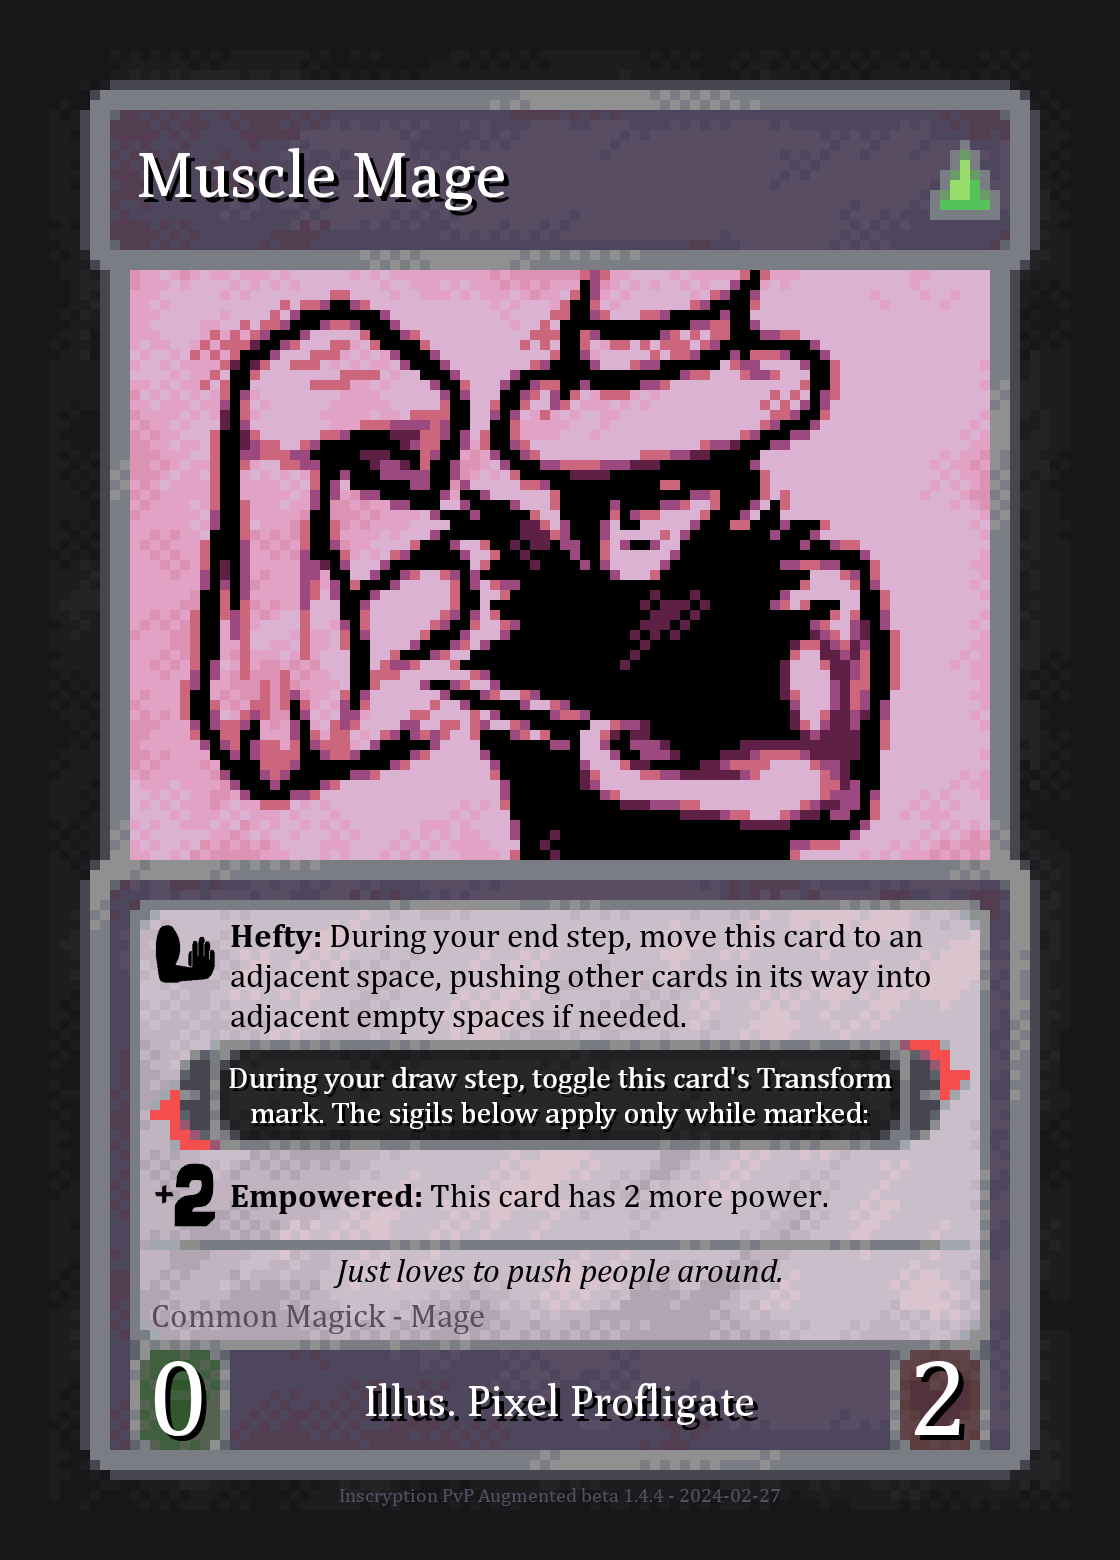 Muscle Mage
Hefty: During your end step, move this card to an
adjacent space, pushing other cards in its way into
adjacent empty spaces if needed.
During your draw step, toggle this card's Transform
mark. The sigils below apply only while marked:
+2
Empowered: This card has 2 more power.
Just loves to push people around.
Common Magick - Mage
0
Illus. Pixel Profligate
2
Inscryption PvP Augmented beta 1.4.4 - 2024-02-27